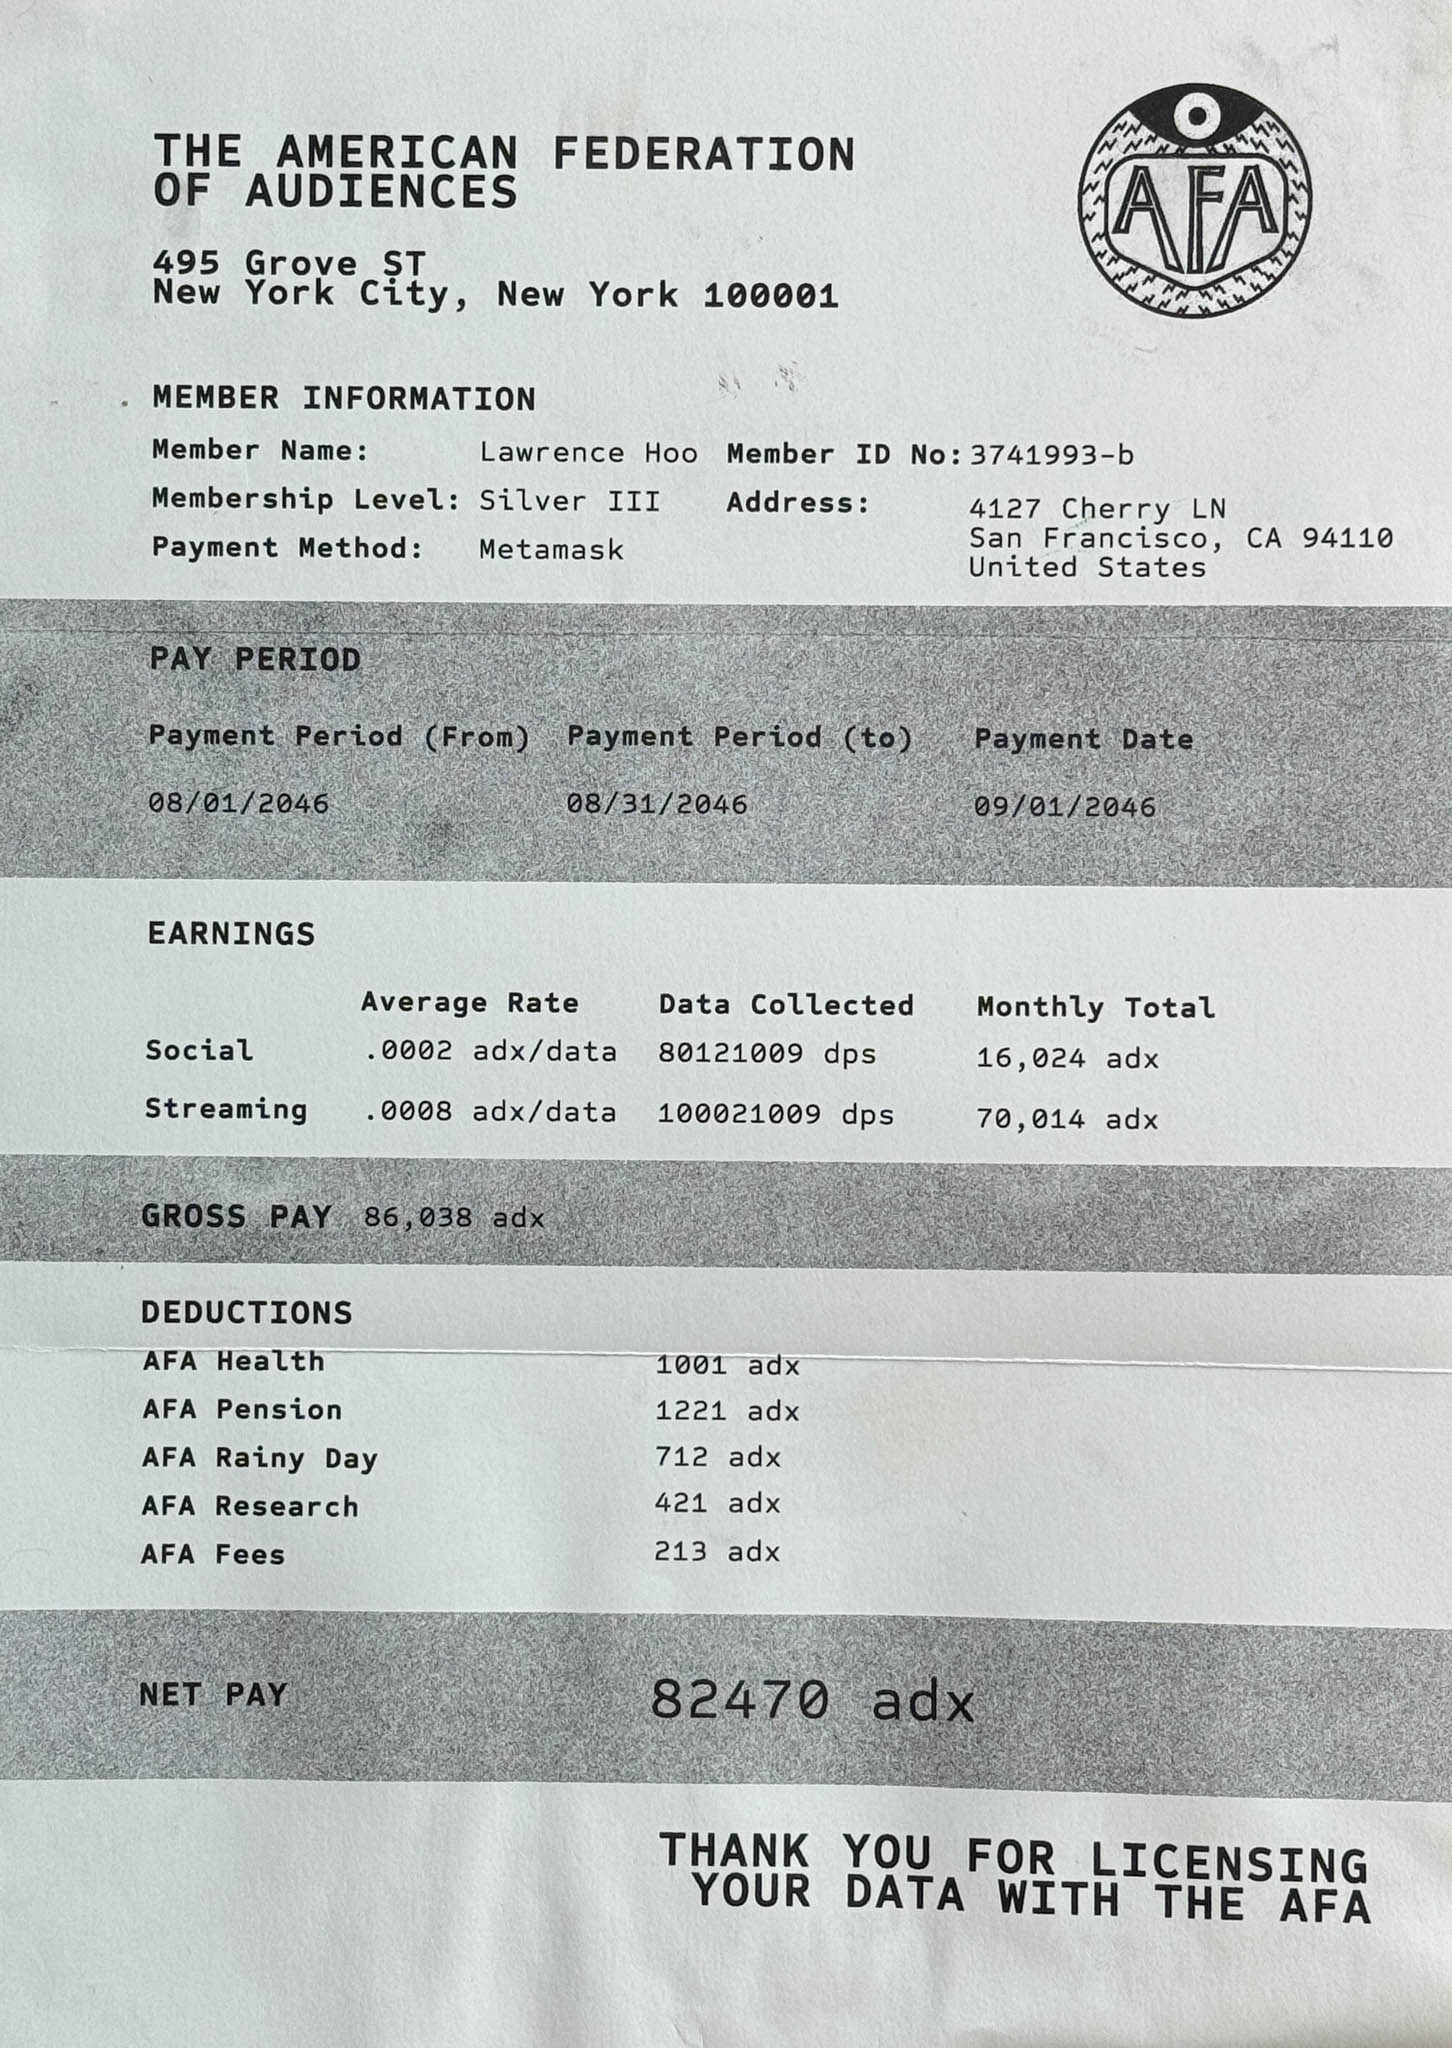 THE AMERICAN FEDERATION
OF AUDIENCES
AFA
495 Grove ST
New York City, New York 100001
MEMBER INFORMATION
Member Name: Lawrence Hoo Member ID No: 3741993-b
Membership Level: Silver III Address: 4127 Cherry LN
San Francisco, CA 94110
Payment Method: Metamask
United States
PAY PERIOD
Payment Period (From) Payment Period (to) Payment Date
08/01/2046 08/31/2046 09/01/2046
EARNINGS
Average Rate Data Collected Monthly Total
Social .0002 adx/data 80121009 dps 16,024 adx
Streaming .0008 adx/data 100021009 dps 70,014 adx
GROSS PAY 86,038 adx
DEDUCTIONS
AFA Health 1001 adx
AFA Pension 1221 adx
AFA Rainy Day 712 adx
AFA Research 421 adx
AFA Fees 213 adx
NET PAY 82470 adx
THANK YOU FOR LICENSING
YOUR DATA WITH THE AFA